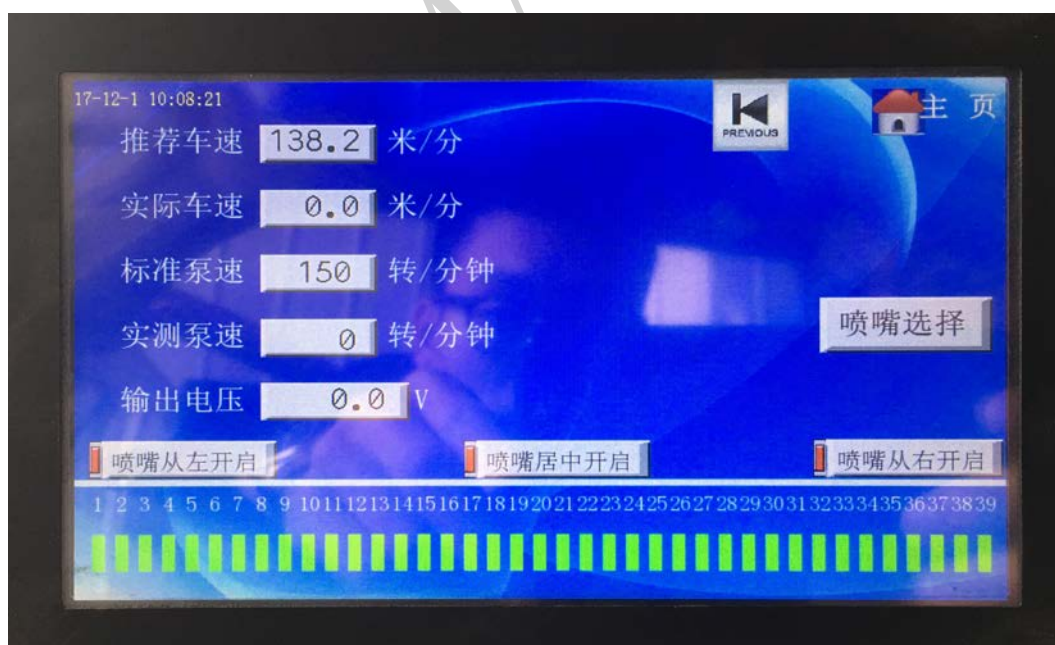 17-12-1 10:08:21
PREVIOUS
主 页
推荐车速 138.2 米/分
实际车速 0.0 米/分
标准泵速 150 转/分钟
实测泵速 0 转/分钟
喷嘴选择
输出电压 0.0 V
喷嘴从左开启 喷嘴居中开启 喷嘴从右开启
1 2 3 4 5 6 7 8 9 10 11 12 13 14 15 16 17 18 19 20 21 22 23 24 25 26 27 28 29 30 31 32 33 34 35 36 37 38 39